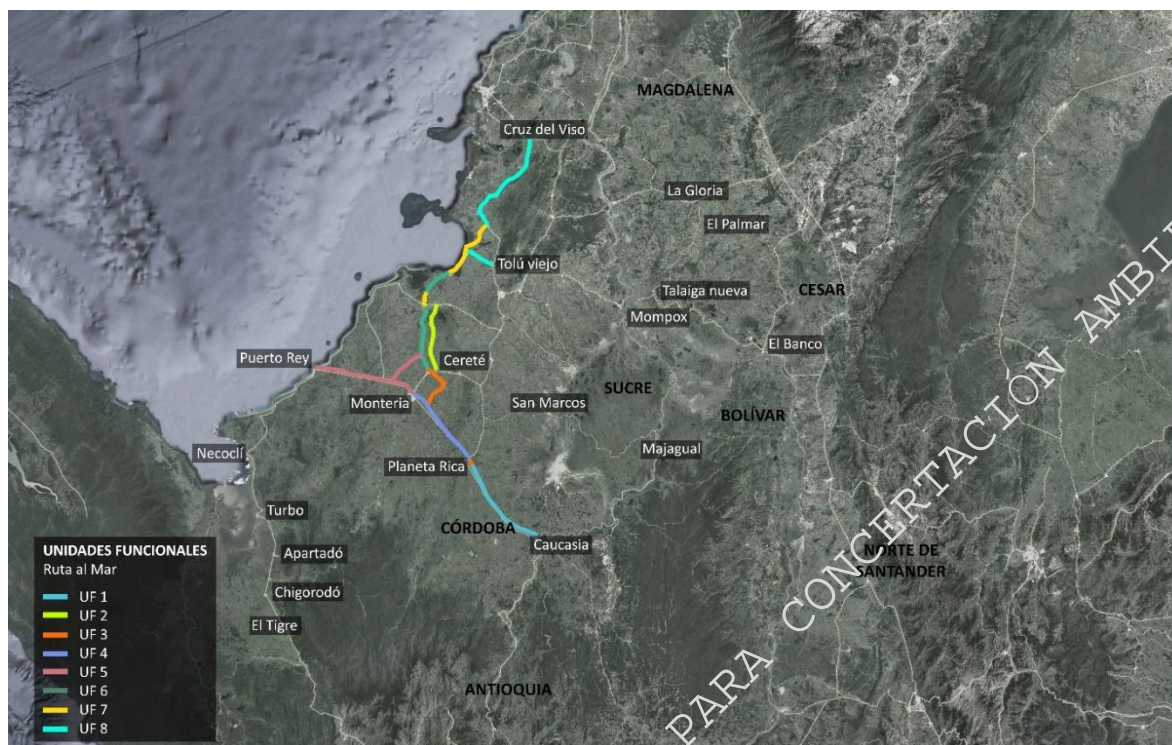 MAGDALENA
Cruz del Viso
La Gloria
El Palmar
Tolú viejo
Talaiga nueva
CESAR
Mompox
El Banco
Puerto Rey
Cereté
SUCRE
Monteria
San Marcos
BOLÍVAR
Necoclí
Majagual
Planeta Rica
Turbo
CÓRDOBA
Caucasia
Apartadó
NORTE DE
SANTANDER
Chigorodó
El Tigre
ANTIOQUIA
UNIDADES FUNCIONALES
Ruta al Mar
UF 1
UF 2
UF 3
UF 4
UF 5
UF 6
UF 7
UF 8
PARA CONCERTACIÓN AMBI